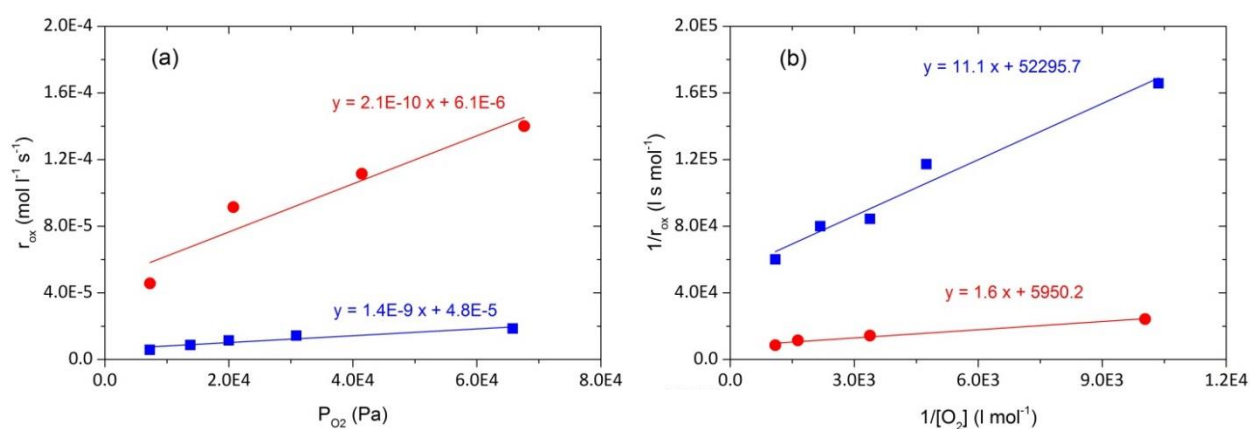 (a)
2.0E-4
1.6E-4
1.2E-4
8.0E-5
4.0E-5
0.0
r_ox (mol l⁻¹ s⁻¹)
y = 2.1E-10 x + 6.1E-6
y = 1.4E-9 x + 4.8E-5
0.0 2.0E4 4.0E4 6.0E4 8.0E4
P_O2 (Pa)
(b)
2.0E5
1.6E5
1.2E5
8.0E4
4.0E4
0.0
1/r_ox (l s mol⁻¹)
y = 11.1 x + 52295.7
y = 1.6 x + 5950.2
0.0 3.0E3 6.0E3 9.0E3 1.2E4
1/[O₂] (l mol⁻¹)